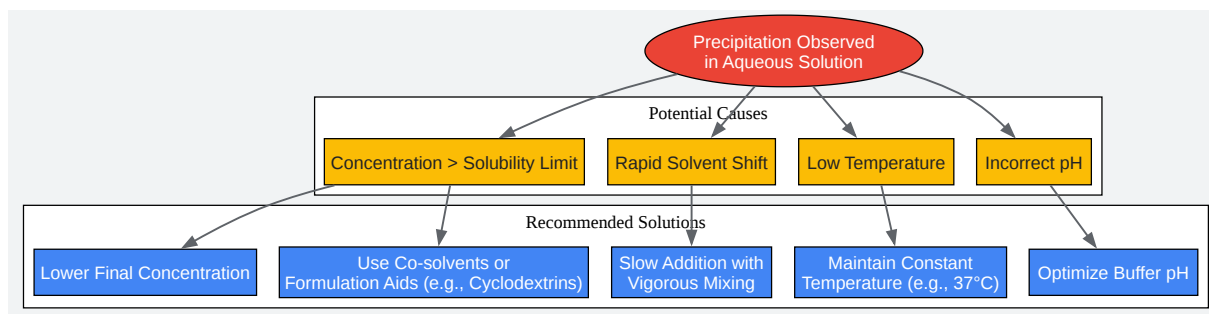 Precipitation Observed
in Aqueous Solution
Potential Causes
Concentration > Solubility Limit
Rapid Solvent Shift
Low Temperature
Incorrect pH
Recommended Solutions
Lower Final Concentration
Use Co-solvents or
Formulation Aids (e.g., Cyclodextrins)
Slow Addition with
Vigorous Mixing
Maintain Constant
Temperature (e.g., 37°C)
Optimize Buffer pH